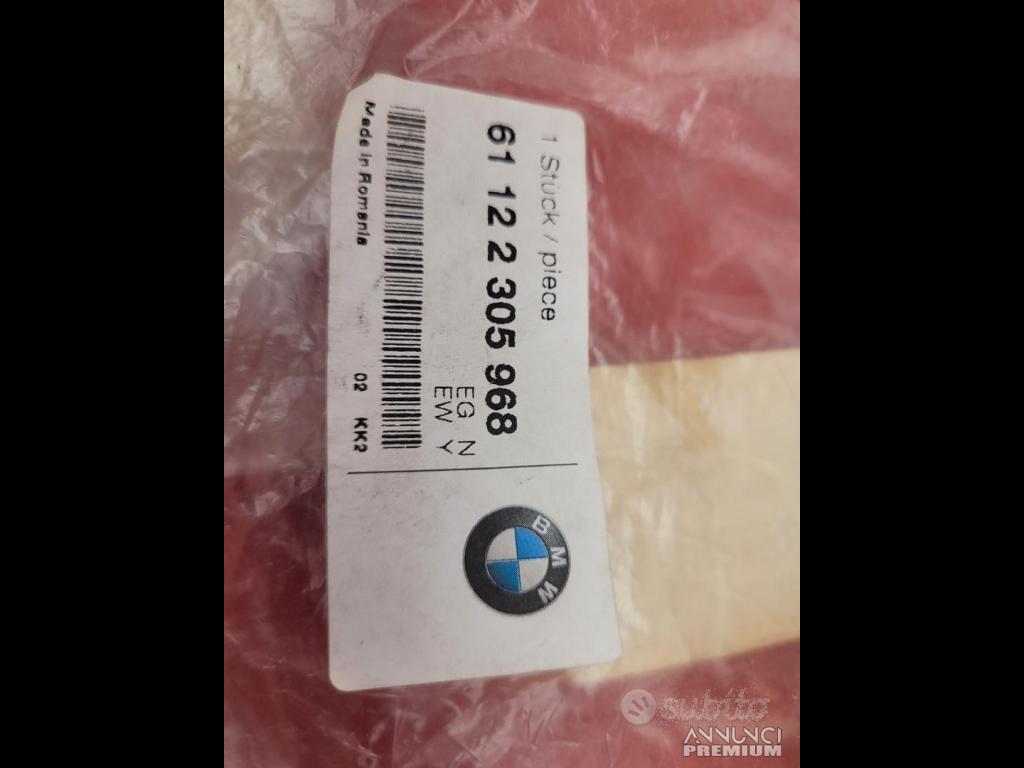 1 Stück / piece
61 12 2 305 968
EG N
EW Y
Made in Romania 02 KK2
BMW
subito
ANNUNCI
PREMIUM